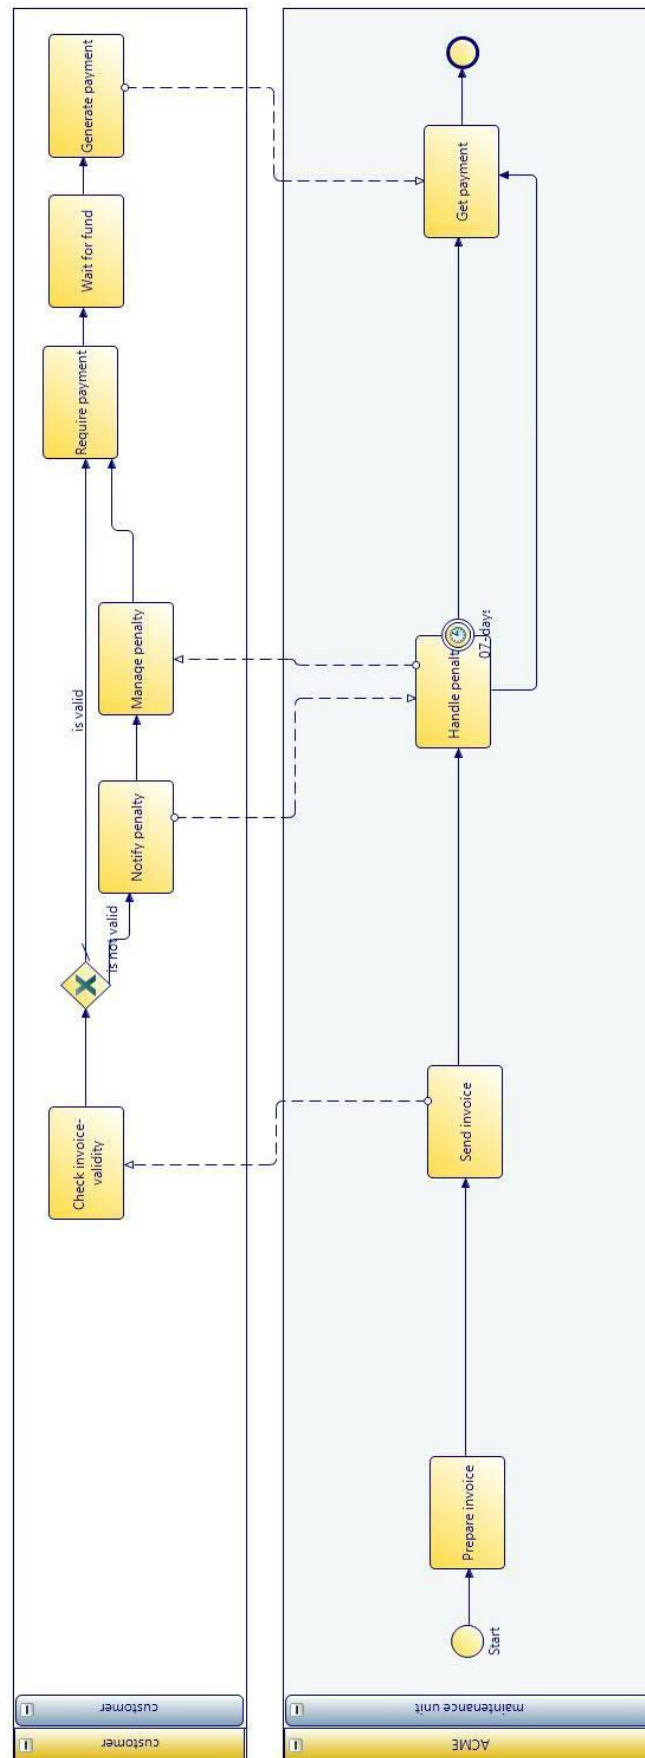 customer
customer
Check invoice-
validity
is not valid
is valid
Notify penalty
Manage penalty
Require payment
Wait for fund
Generate payment
ACME
maintenance unit
Start
Prepare invoice
Send invoice
Handle penalt
07-days
Get payment